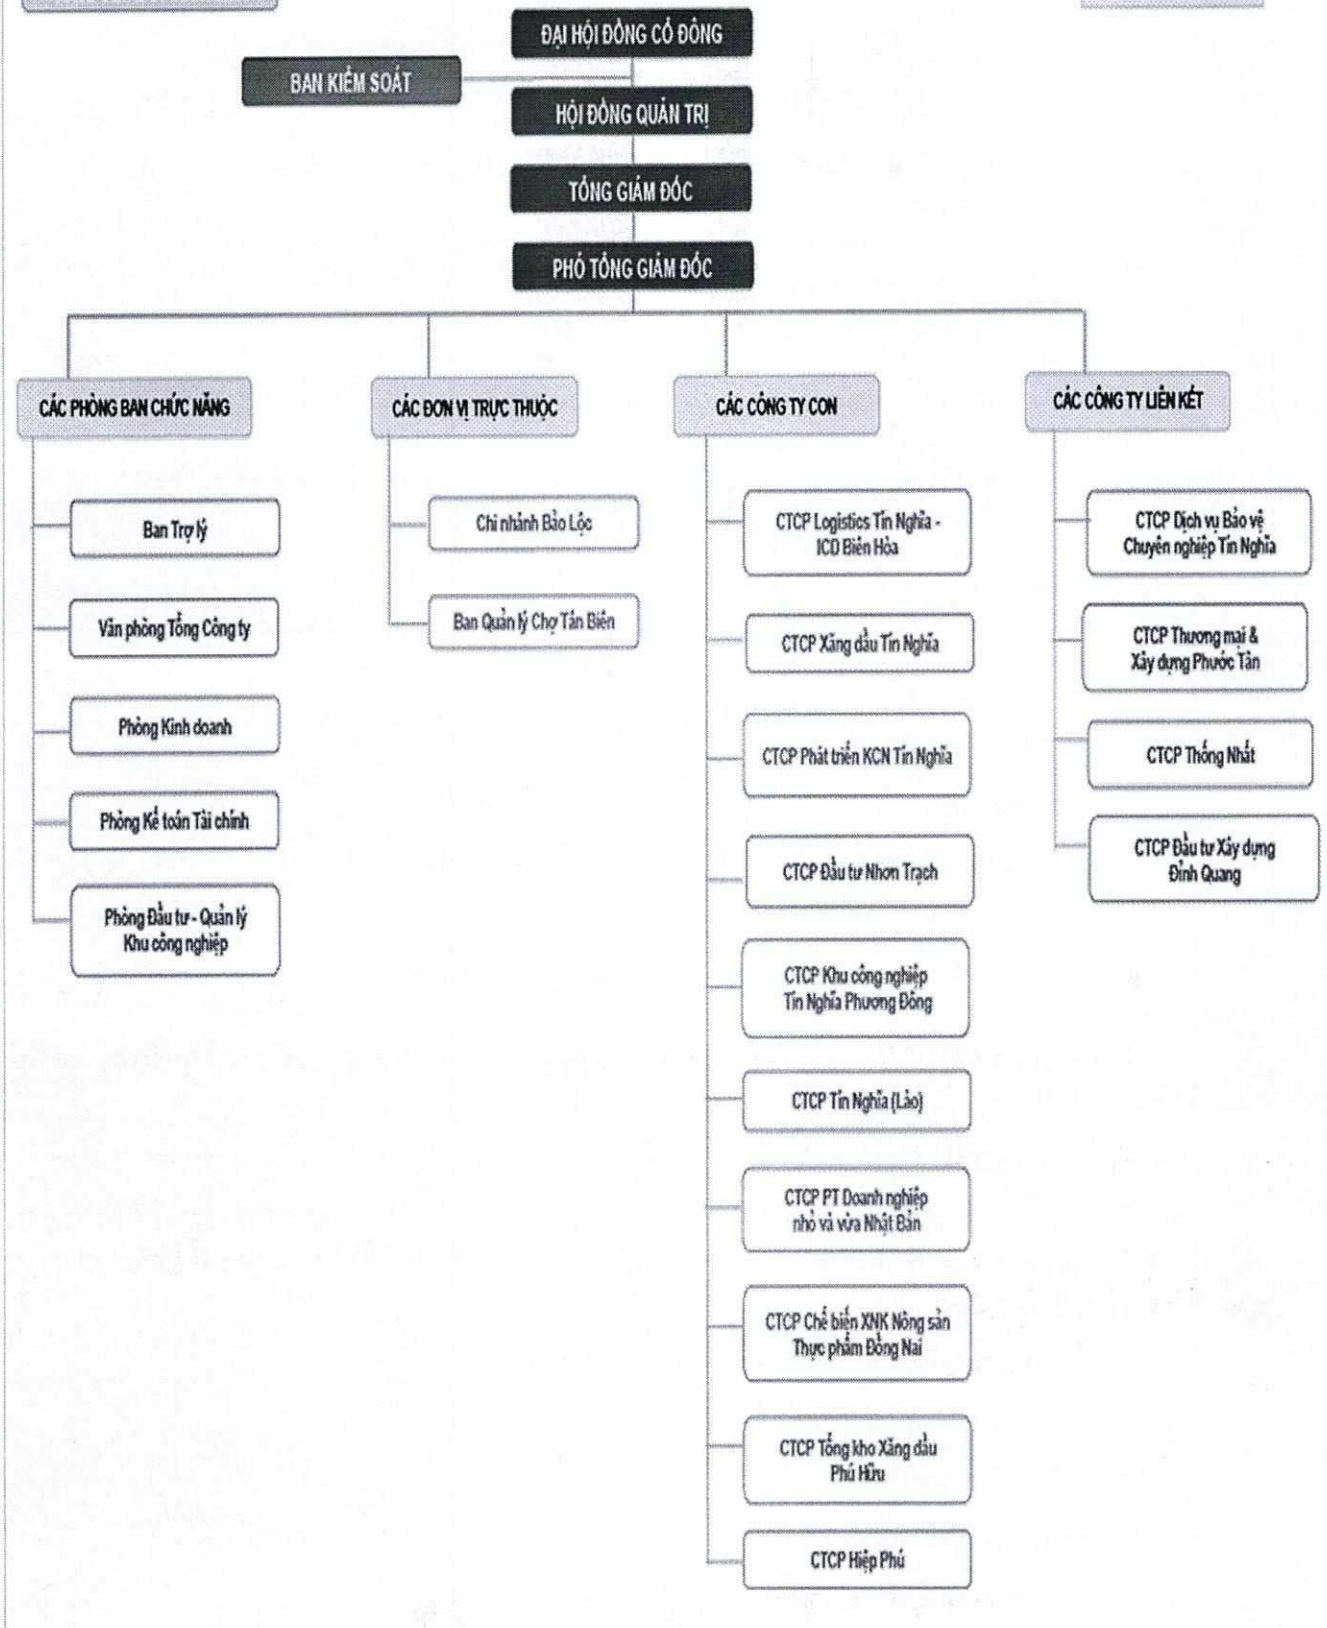 ĐẠI HỘI ĐỒNG CỔ ĐÔNG
BAN KIỂM SOÁT
HỘI ĐỒNG QUẢN TRỊ
TỔNG GIÁM ĐỐC
PHÓ TỔNG GIÁM ĐỐC
CÁC PHÒNG BAN CHỨC NĂNG
Ban Trợ lý
Văn phòng Tổng Công ty
Phòng Kinh doanh
Phòng Kế toán Tài chính
Phòng Đầu tư - Quản lý
Khu công nghiệp
CÁC ĐƠN VỊ TRỰC THUỘC
Chi nhánh Bảo Lộc
Ban Quản lý Chợ Tân Biên
CÁC CÔNG TY CON
CTCP Logistics Tín Nghĩa -
ICD Biên Hòa
CTCP Xăng dầu Tín Nghĩa
CTCP Phát triển KCN Tín Nghĩa
CTCP Đầu tư Nhơn Trạch
CTCP Khu công nghiệp
Tín Nghĩa Phương Đông
CTCP Tín Nghĩa (Lào)
CTCP PT Doanh nghiệp
nhỏ và vừa Nhật Bản
CTCP Chế biến XNK Nông sản
Thực phẩm Đồng Nai
CTCP Tổng kho Xăng dầu
Phú Hữu
CTCP Hiệp Phú
CÁC CÔNG TY LIÊN KẾT
CTCP Dịch vụ Bảo vệ
Chuyên nghiệp Tín Nghĩa
CTCP Thương mại &
Xây dựng Phước Tân
CTCP Thống Nhất
CTCP Đầu tư Xây dựng
Đỉnh Quang